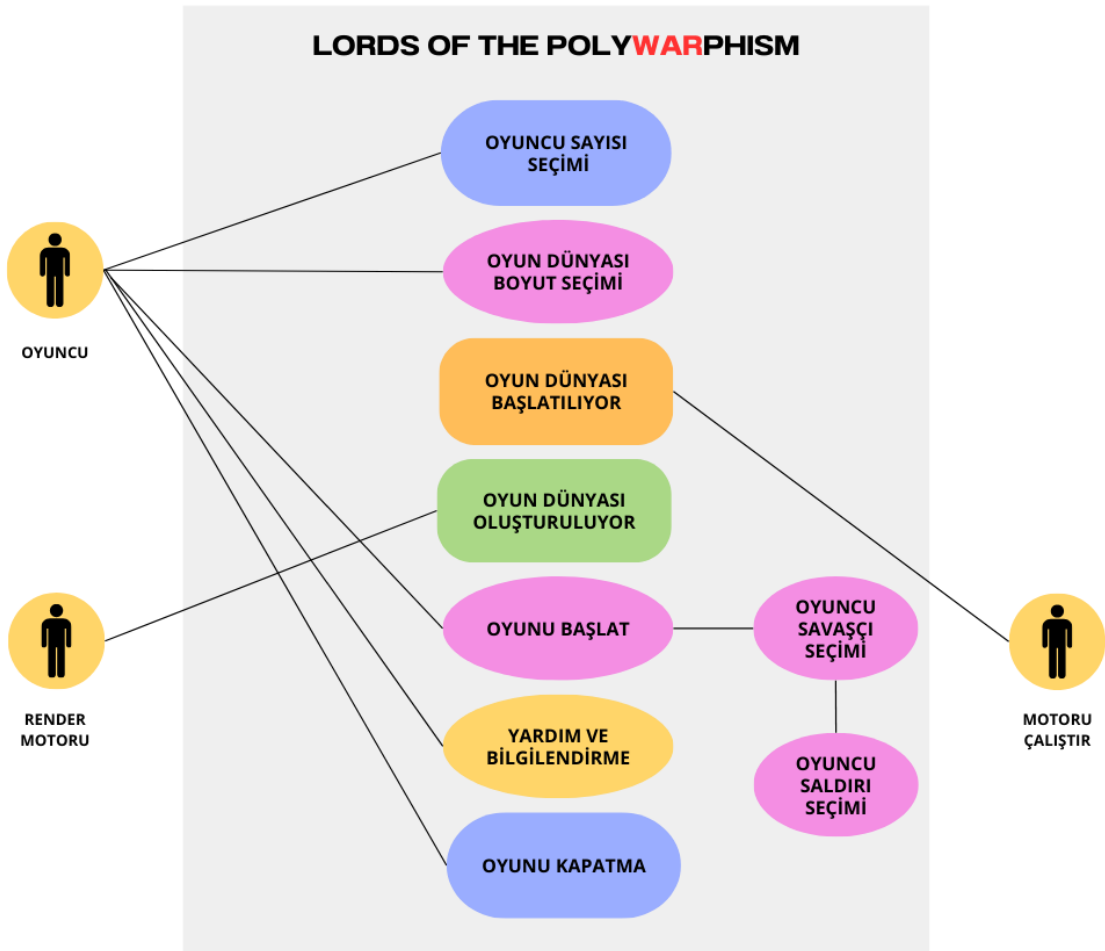 LORDS OF THE POLYWARPHISM
OYUNCU SAYISI
SEÇİMİ
OYUN DÜNYASI
BOYUT SEÇİMİ
OYUNCU
OYUN DÜNYASI
BAŞLATILIYOR
OYUN DÜNYASI
OLUŞTURULUYOR
OYUNU BAŞLAT
OYUNCU
SAVAŞÇI
SEÇİMİ
RENDER
MOTORU
MOTORU
ÇALIŞTIR
YARDIM VE
BİLGİLENDİRME
OYUNCU
SALDIRI
SEÇİMİ
OYUNU KAPATMA